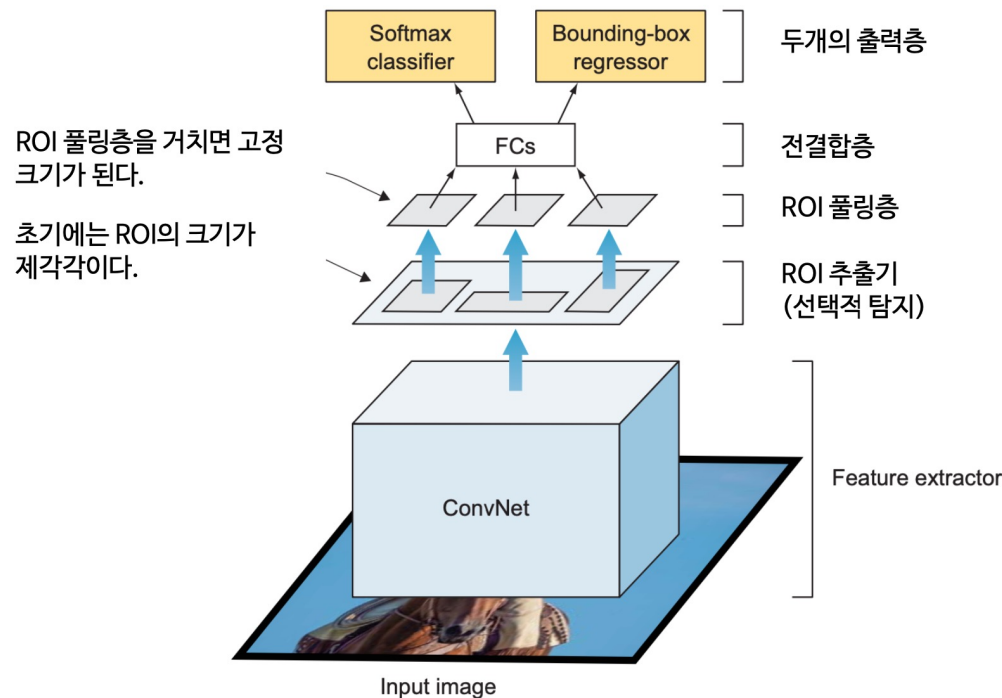 Softmax
classifier
Bounding-box
regressor
두개의 출력층
ROI 풀링층을 거치면 고정
크기가 된다.
FCs
전결합층
초기에는 ROI의 크기가
제각각이다.
ROI 풀링층
ROI 추출기
(선택적 탐지)
ConvNet
Feature extractor
Input image